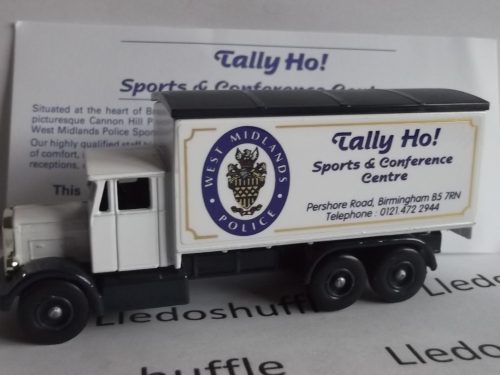 Tally Ho!
Sports & Conference
Situated at the heart of
picturesque Cannon Hill
West Midlands Police
Our highly qualified staff
of comfort,
receptions,
This
WEST MIDLANDS
POLICE
Tally Ho!
Sports & Conference
Centre
Pershore Road, Birmingham B5 7RN
Telephone : 0121 472 2944
Lledoshuffle
Lledoshuf
shuffle
Lledo